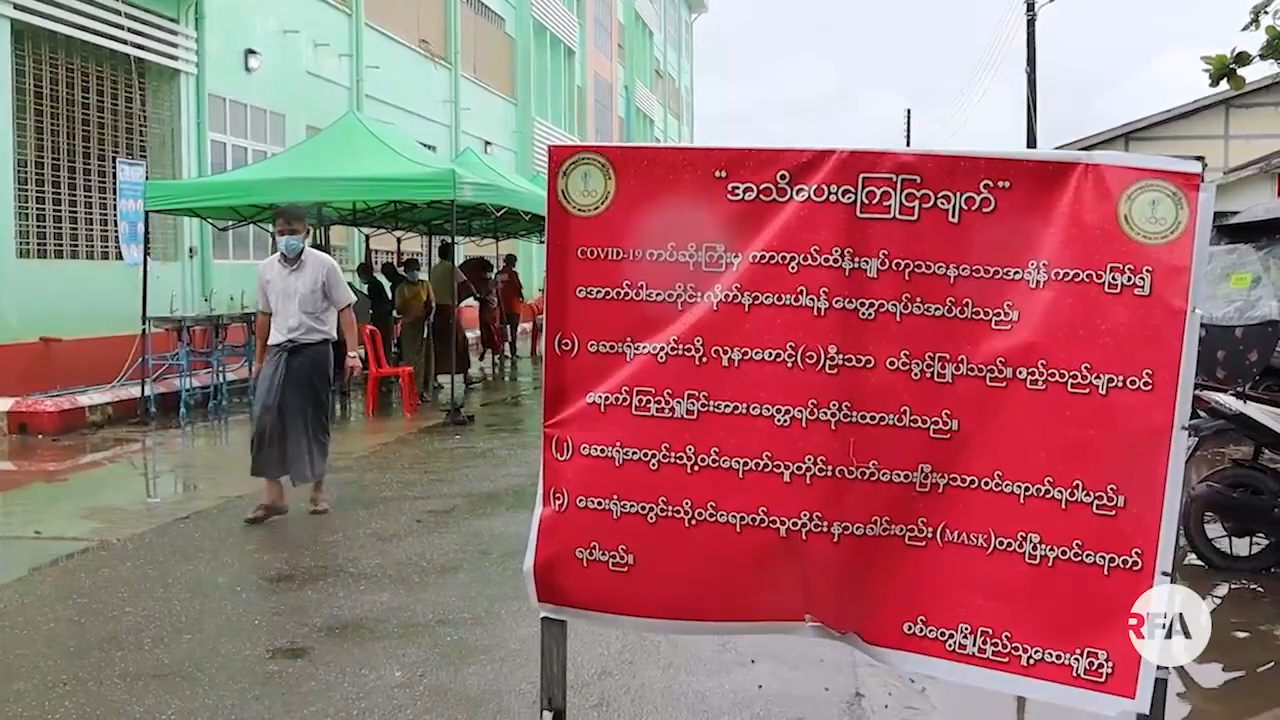 “အသိပေးကြေငြာချက်”
COVID-19 ကပ်ဆိုးကြီးမှ ကာကွယ်ထိန်းချုပ် ကုသနေသောအချိန် ကာလဖြစ်၍
အောက်ပါအတိုင်း လိုက်နာပေးပါရန် မေတ္တာရပ်ခံအပ်ပါသည်။
(၁) ဆေးရုံအတွင်းသို့ လူနာစောင့်(၁)ဦးသာ ဝင်ခွင့်ပြုပါသည်။ ဧည့်သည်များ ဝင်
ရောက် ကြည့်ရှုခြင်းအား ခေတ္တရပ်ဆိုင်းထားပါသည်။
(၂) ဆေးရုံအတွင်းသို့ဝင်ရောက်သူတိုင်း လက်ဆေးပြီးမှသာ ဝင်ရောက်ရပါမည်။
(၃) ဆေးရုံအတွင်းသို့ဝင်ရောက်သူတိုင်း နှာခေါင်းစည်း (MASK)တပ်ပြီးမှဝင်ရောက်
ရပါမည်။
စစ်တွေမြို့ပြည်သူ့ဆေးရုံကြီး
RFA